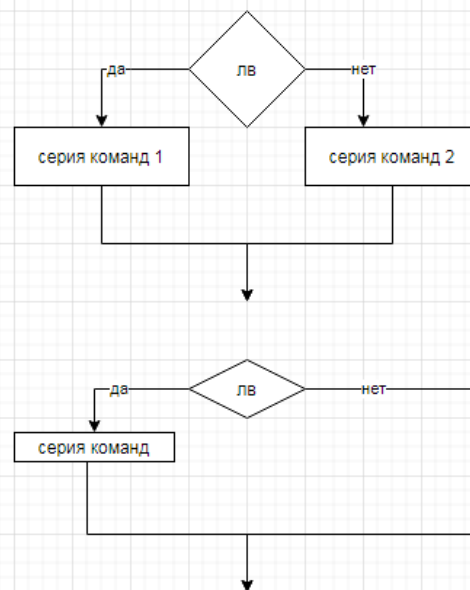 лв
да
нет
серия команд 1
серия команд 2
лв
да
нет
серия команд